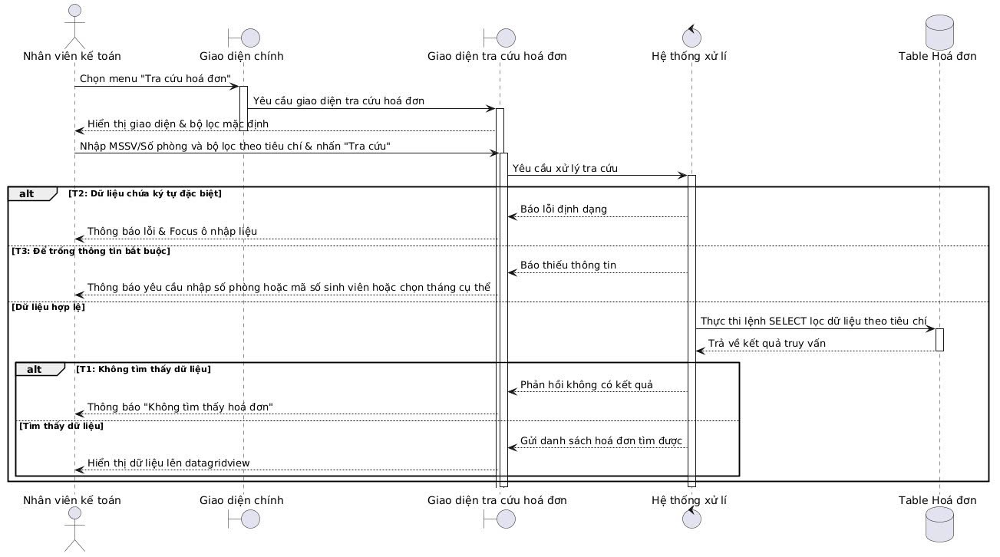 Nhân viên kế toán
Giao diện chính
Giao diện tra cứu hoá đơn
Hệ thống xử lí
Table Hoá đơn
Chọn menu "Tra cứu hoá đơn"
Yêu cầu giao diện tra cứu hoá đơn
Hiển thị giao diện & bộ lọc mặc định
Nhập MSSV/Số phòng và bộ lọc theo tiêu chí & nhấn "Tra cứu"
Yêu cầu xử lý tra cứu
alt [T2: Dữ liệu chứa ký tự đặc biệt]
Báo lỗi định dạng
Thông báo lỗi & Focus ô nhập liệu
[T3: Để trống thông tin bắt buộc]
Báo thiếu thông tin
Thông báo yêu cầu nhập số phòng hoặc mã số sinh viên hoặc chọn tháng cụ thể
[Dữ liệu hợp lệ]
Thực thi lệnh SELECT lọc dữ liệu theo tiêu chí
Trả về kết quả truy vấn
alt [T1: Không tìm thấy dữ liệu]
Phản hồi không có kết quả
Thông báo "Không tìm thấy hoá đơn"
[Tìm thấy dữ liệu]
Gửi danh sách hoá đơn tìm được
Hiển thị dữ liệu lên datagridview
Nhân viên kế toán
Giao diện chính
Giao diện tra cứu hoá đơn
Hệ thống xử lí
Table Hoá đơn